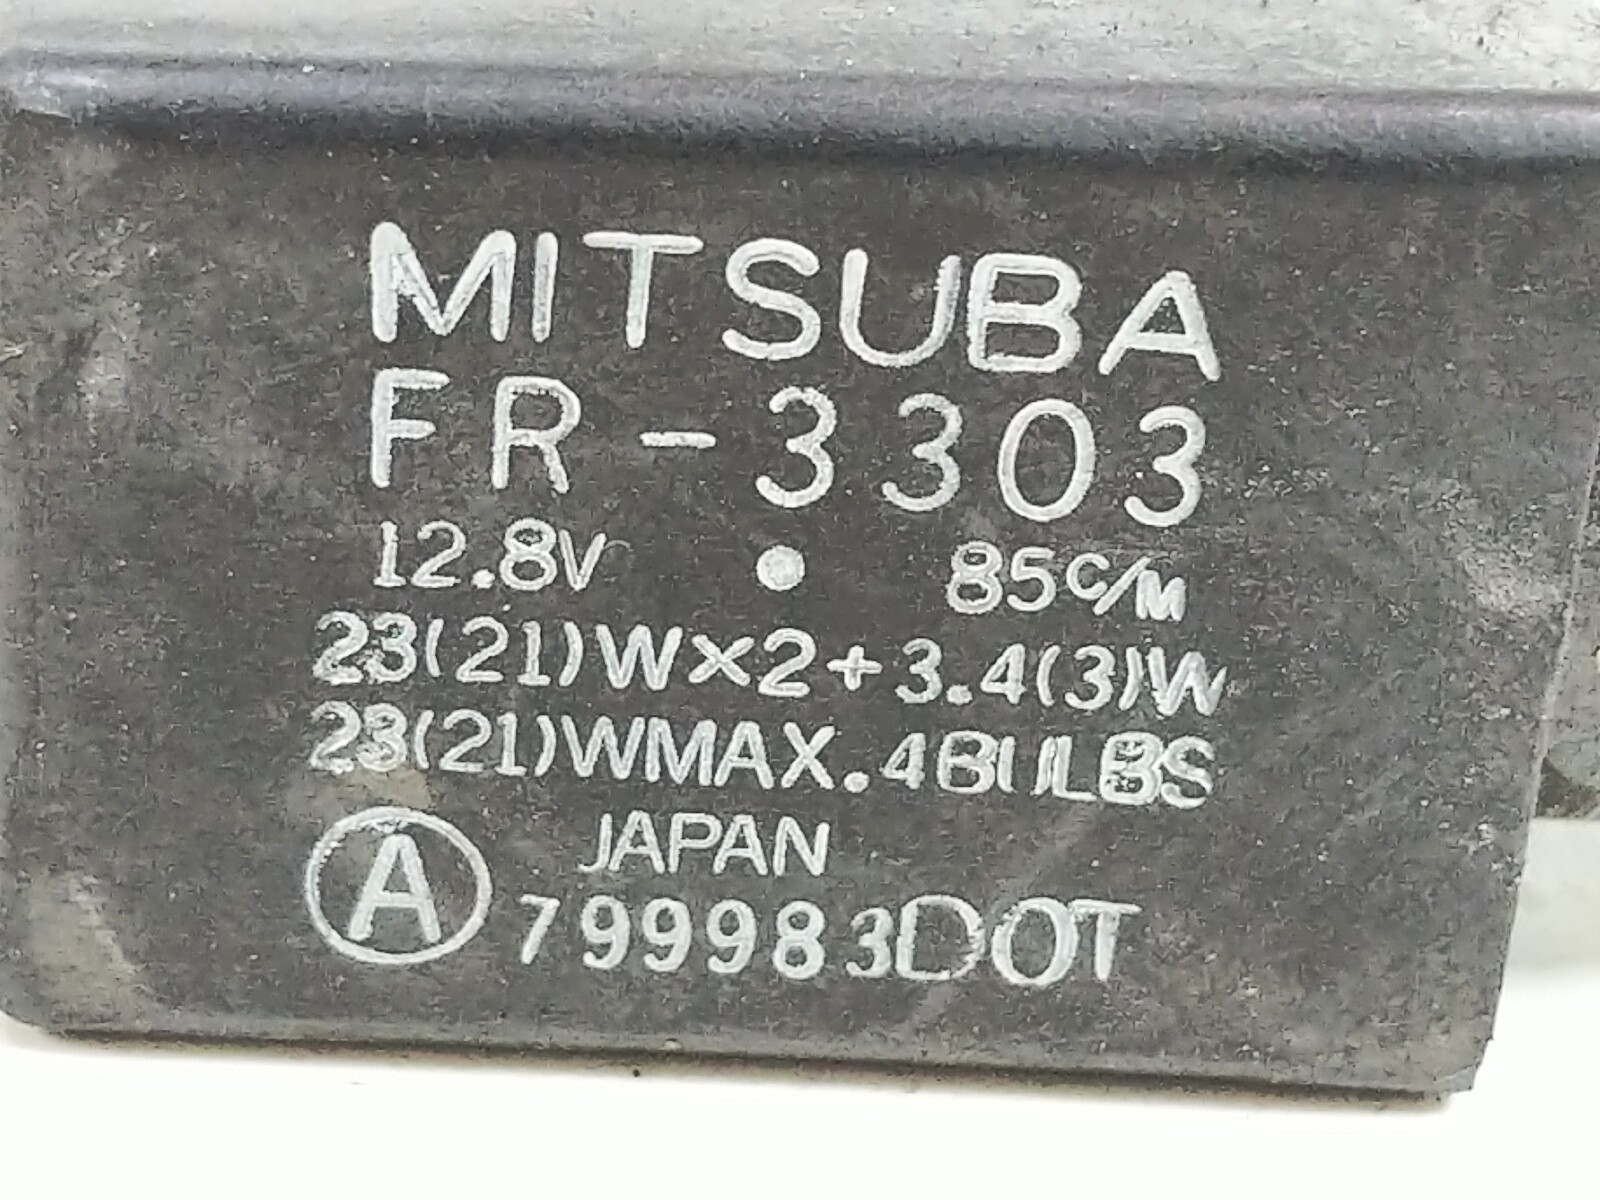 MITSUBA
FR-3303
12.8V • 85C/M
23(21)W×2+3.4(3)W
23(21)WMAX.4BULBS
JAPAN
A 799983DOT